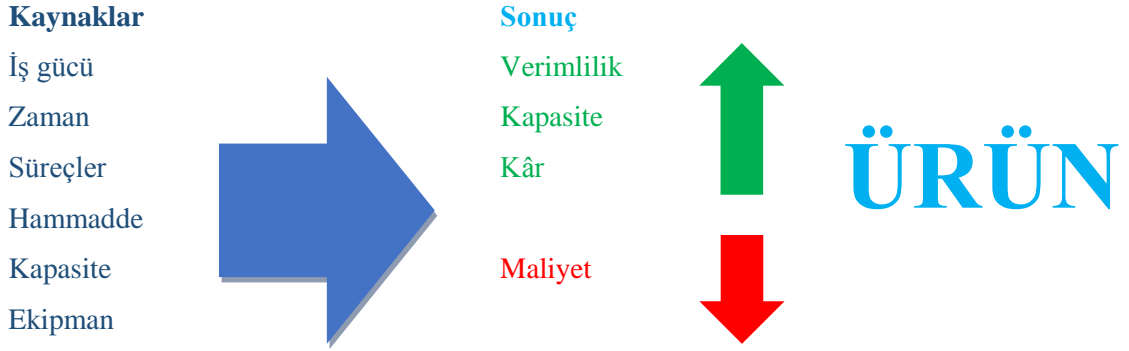 Kaynaklar
İş gücü
Zaman
Süreçler
Hammadde
Kapasite
Ekipman
Sonuç
Verimlilik
Kapasite
Kâr
Maliyet
ÜRÜN